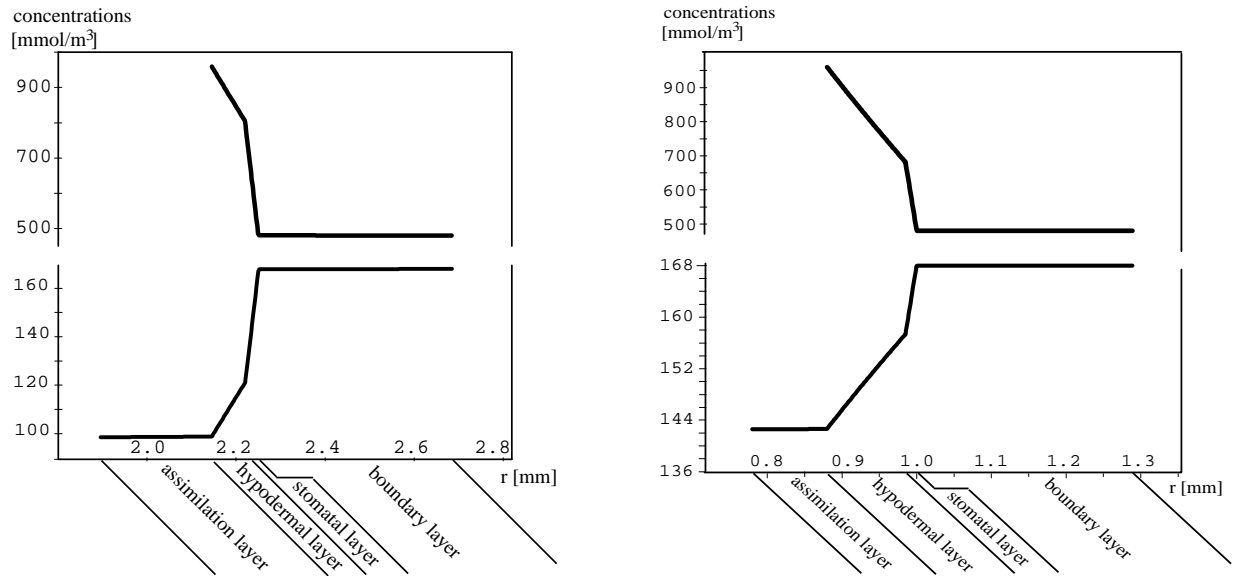 concentrations
[mmol/m³]
900
700
500
160
140
120
100
2.0 2.2 2.4 2.6 2.8
r [mm]
assimilation layer
hypodermal layer
stomatal layer
boundary layer
concentrations
[mmol/m³]
900
800
700
600
500
168
160
152
144
136
0.8 0.9 1.0 1.1 1.2 1.3
r [mm]
assimilation layer
hypodermal layer
stomatal layer
boundary layer